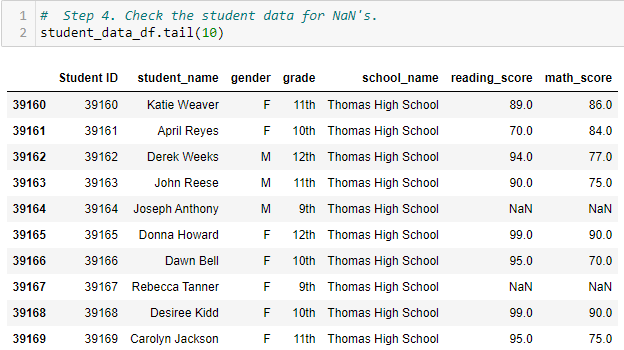 1 # Step 4. Check the student data for NaN's.
2 student_data_df.tail(10)
Student ID student_name gender grade school_name reading_score math_score
39160 39160 Katie Weaver F 11th Thomas High School 89.0 86.0
39161 39161 April Reyes F 10th Thomas High School 70.0 84.0
39162 39162 Derek Weeks M 12th Thomas High School 94.0 77.0
39163 39163 John Reese M 11th Thomas High School 90.0 75.0
39164 39164 Joseph Anthony M 9th Thomas High School NaN NaN
39165 39165 Donna Howard F 12th Thomas High School 99.0 90.0
39166 39166 Dawn Bell F 10th Thomas High School 95.0 70.0
39167 39167 Rebecca Tanner F 9th Thomas High School NaN NaN
39168 39168 Desiree Kidd F 10th Thomas High School 99.0 90.0
39169 39169 Carolyn Jackson F 11th Thomas High School 95.0 75.0